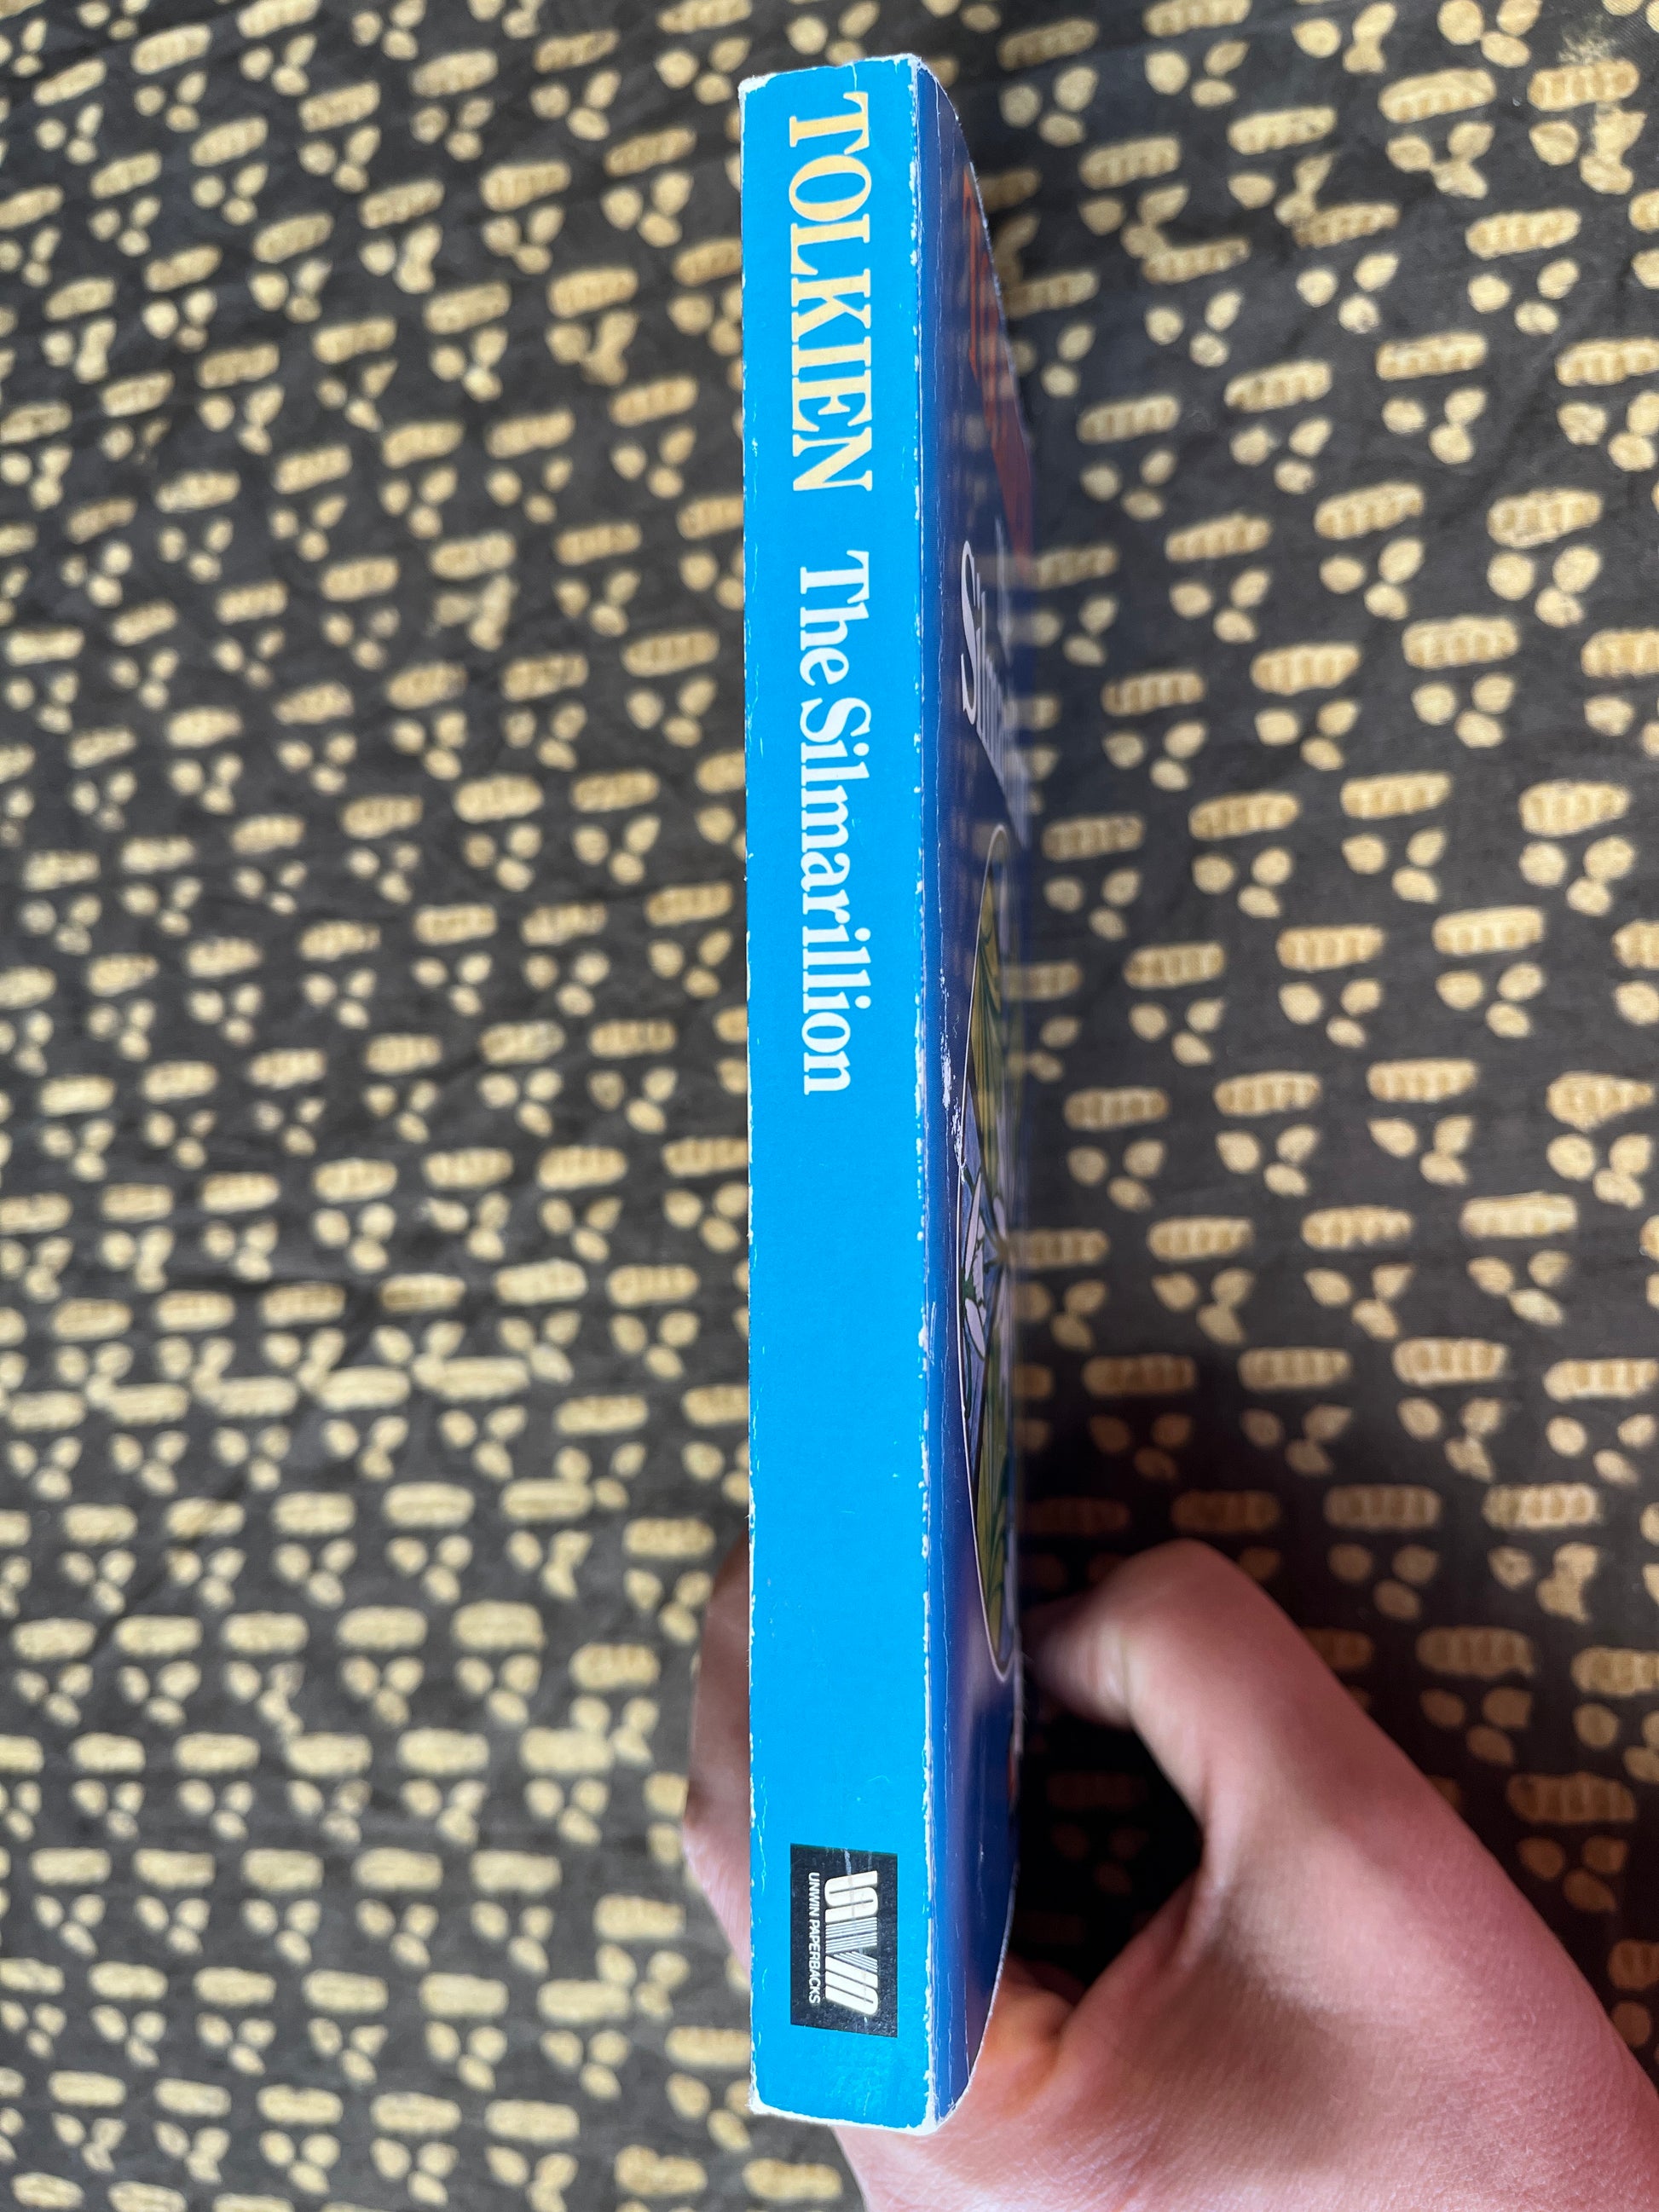 TOLKIEN The Silmarillion
UNWIN PAPERBACKS